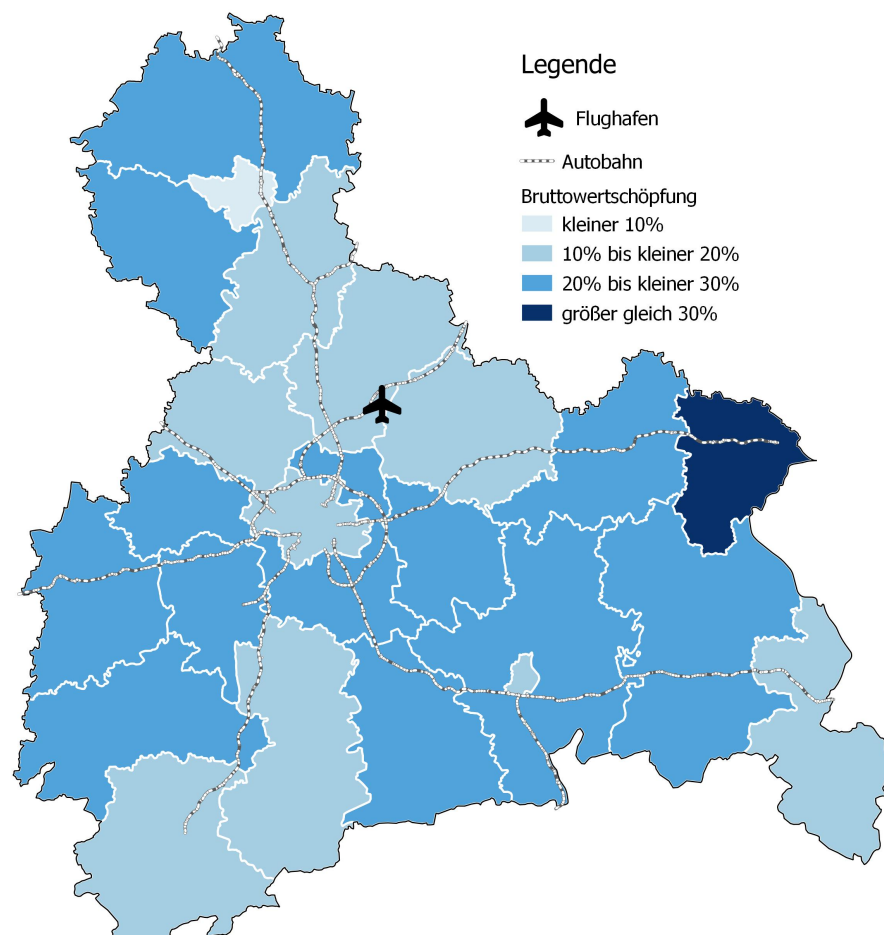 Legende
Flughafen
Autobahn
Bruttowertschöpfung
kleiner 10%
10% bis kleiner 20%
20% bis kleiner 30%
größer gleich 30%